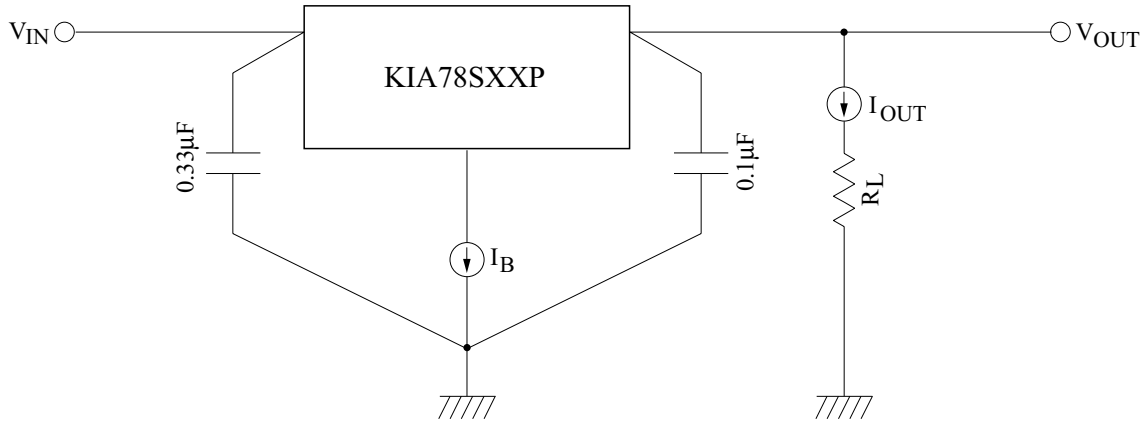 VIN
KIA78SXXP
VOUT
IOUT
0.33μF
0.1μF
RL
IB